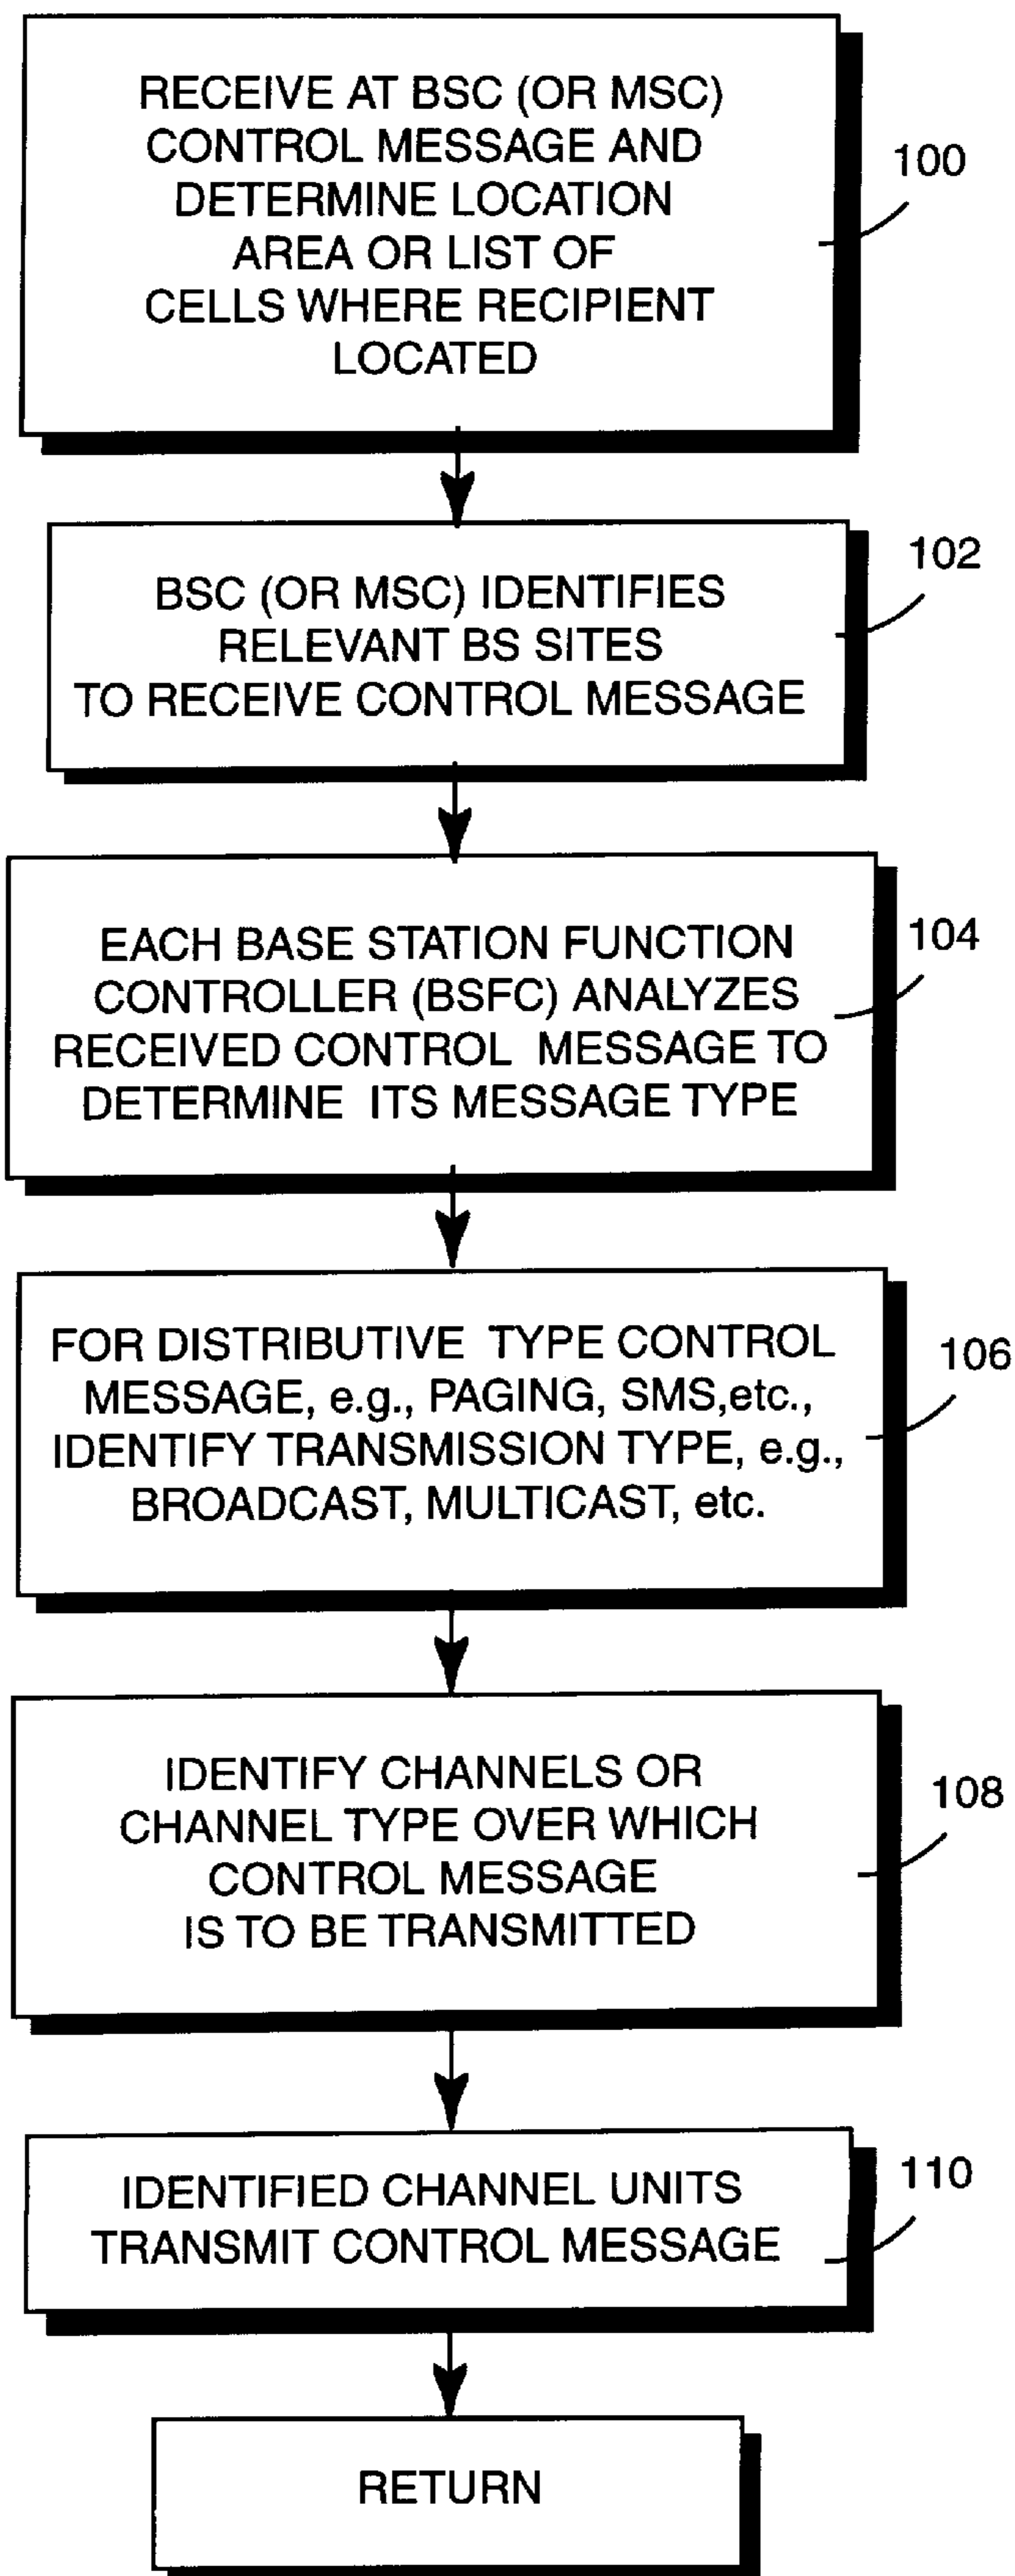 RECEIVE AT BSC (OR MSC)
CONTROL MESSAGE AND
DETERMINE LOCATION
AREA OR LIST OF
CELLS WHERE RECIPIENT
LOCATED
100
BSC (OR MSC) IDENTIFIES
RELEVANT BS SITES
TO RECEIVE CONTROL MESSAGE
102
EACH BASE STATION FUNCTION
CONTROLLER (BSFC) ANALYZES
RECEIVED CONTROL MESSAGE TO
DETERMINE ITS MESSAGE TYPE
104
FOR DISTRIBUTIVE TYPE CONTROL
MESSAGE, e.g., PAGING, SMS,etc.,
IDENTIFY TRANSMISSION TYPE, e.g.,
BROADCAST, MULTICAST, etc.
106
IDENTIFY CHANNELS OR
CHANNEL TYPE OVER WHICH
CONTROL MESSAGE
IS TO BE TRANSMITTED
108
IDENTIFIED CHANNEL UNITS
TRANSMIT CONTROL MESSAGE
110
RETURN